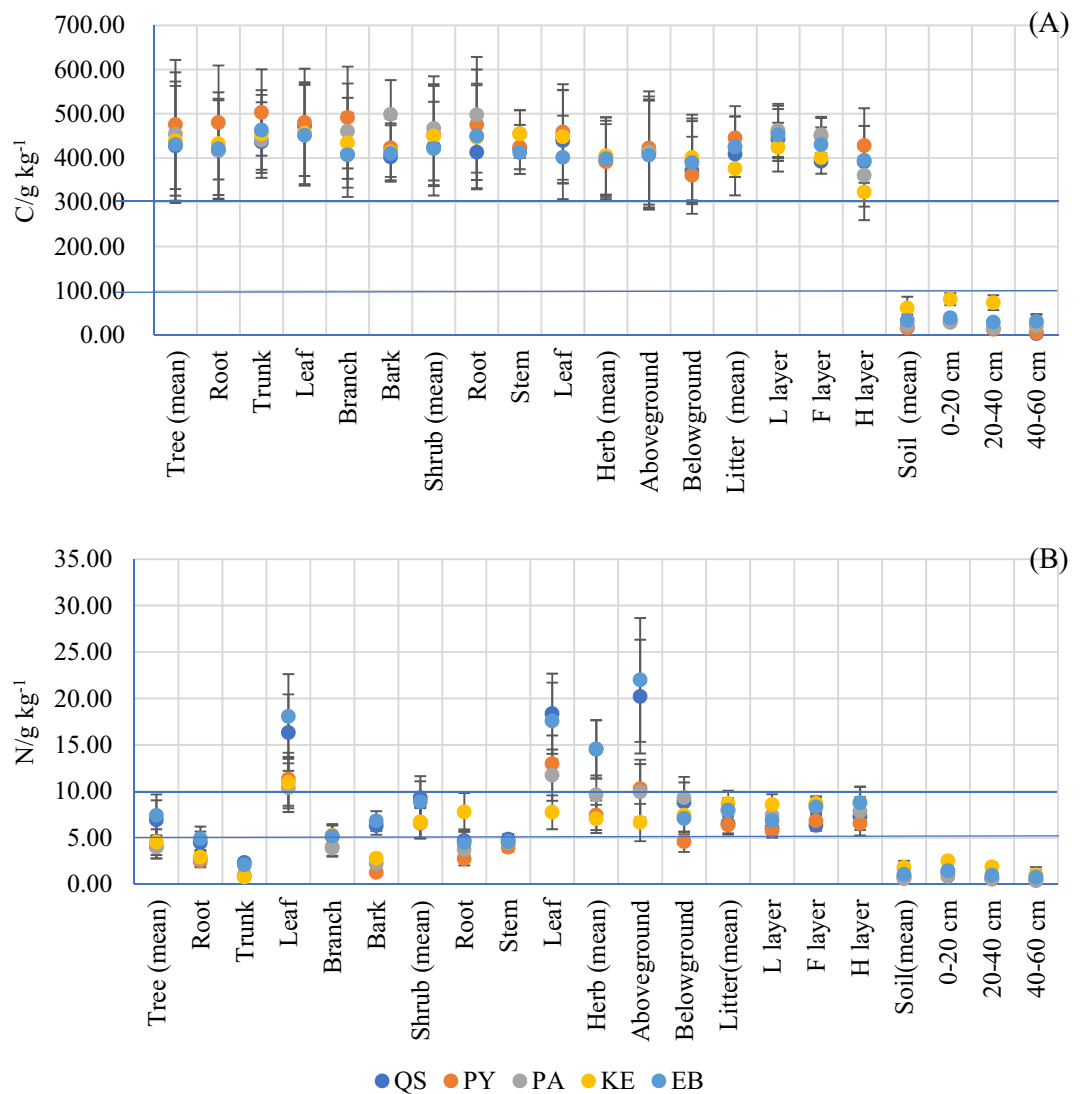 (A)
700.00
600.00
500.00
400.00
300.00
200.00
100.00
0.00
C/g kg-1
Tree (mean)
Root
Trunk
Leaf
Branch
Bark
Shrub (mean)
Root
Stem
Leaf
Herb (mean)
Aboveground
Belowground
Litter (mean)
L layer
F layer
H layer
Soil (mean)
0-20 cm
20-40 cm
40-60 cm
(B)
35.00
30.00
25.00
20.00
15.00
10.00
5.00
0.00
N/g kg-1
Tree (mean)
Root
Trunk
Leaf
Branch
Bark
Shrub (mean)
Root
Stem
Leaf
Herb (mean)
Aboveground
Belowground
Litter(mean)
L layer
F layer
H layer
Soil(mean)
0-20 cm
20-40 cm
40-60 cm
QS PY PA KE EB